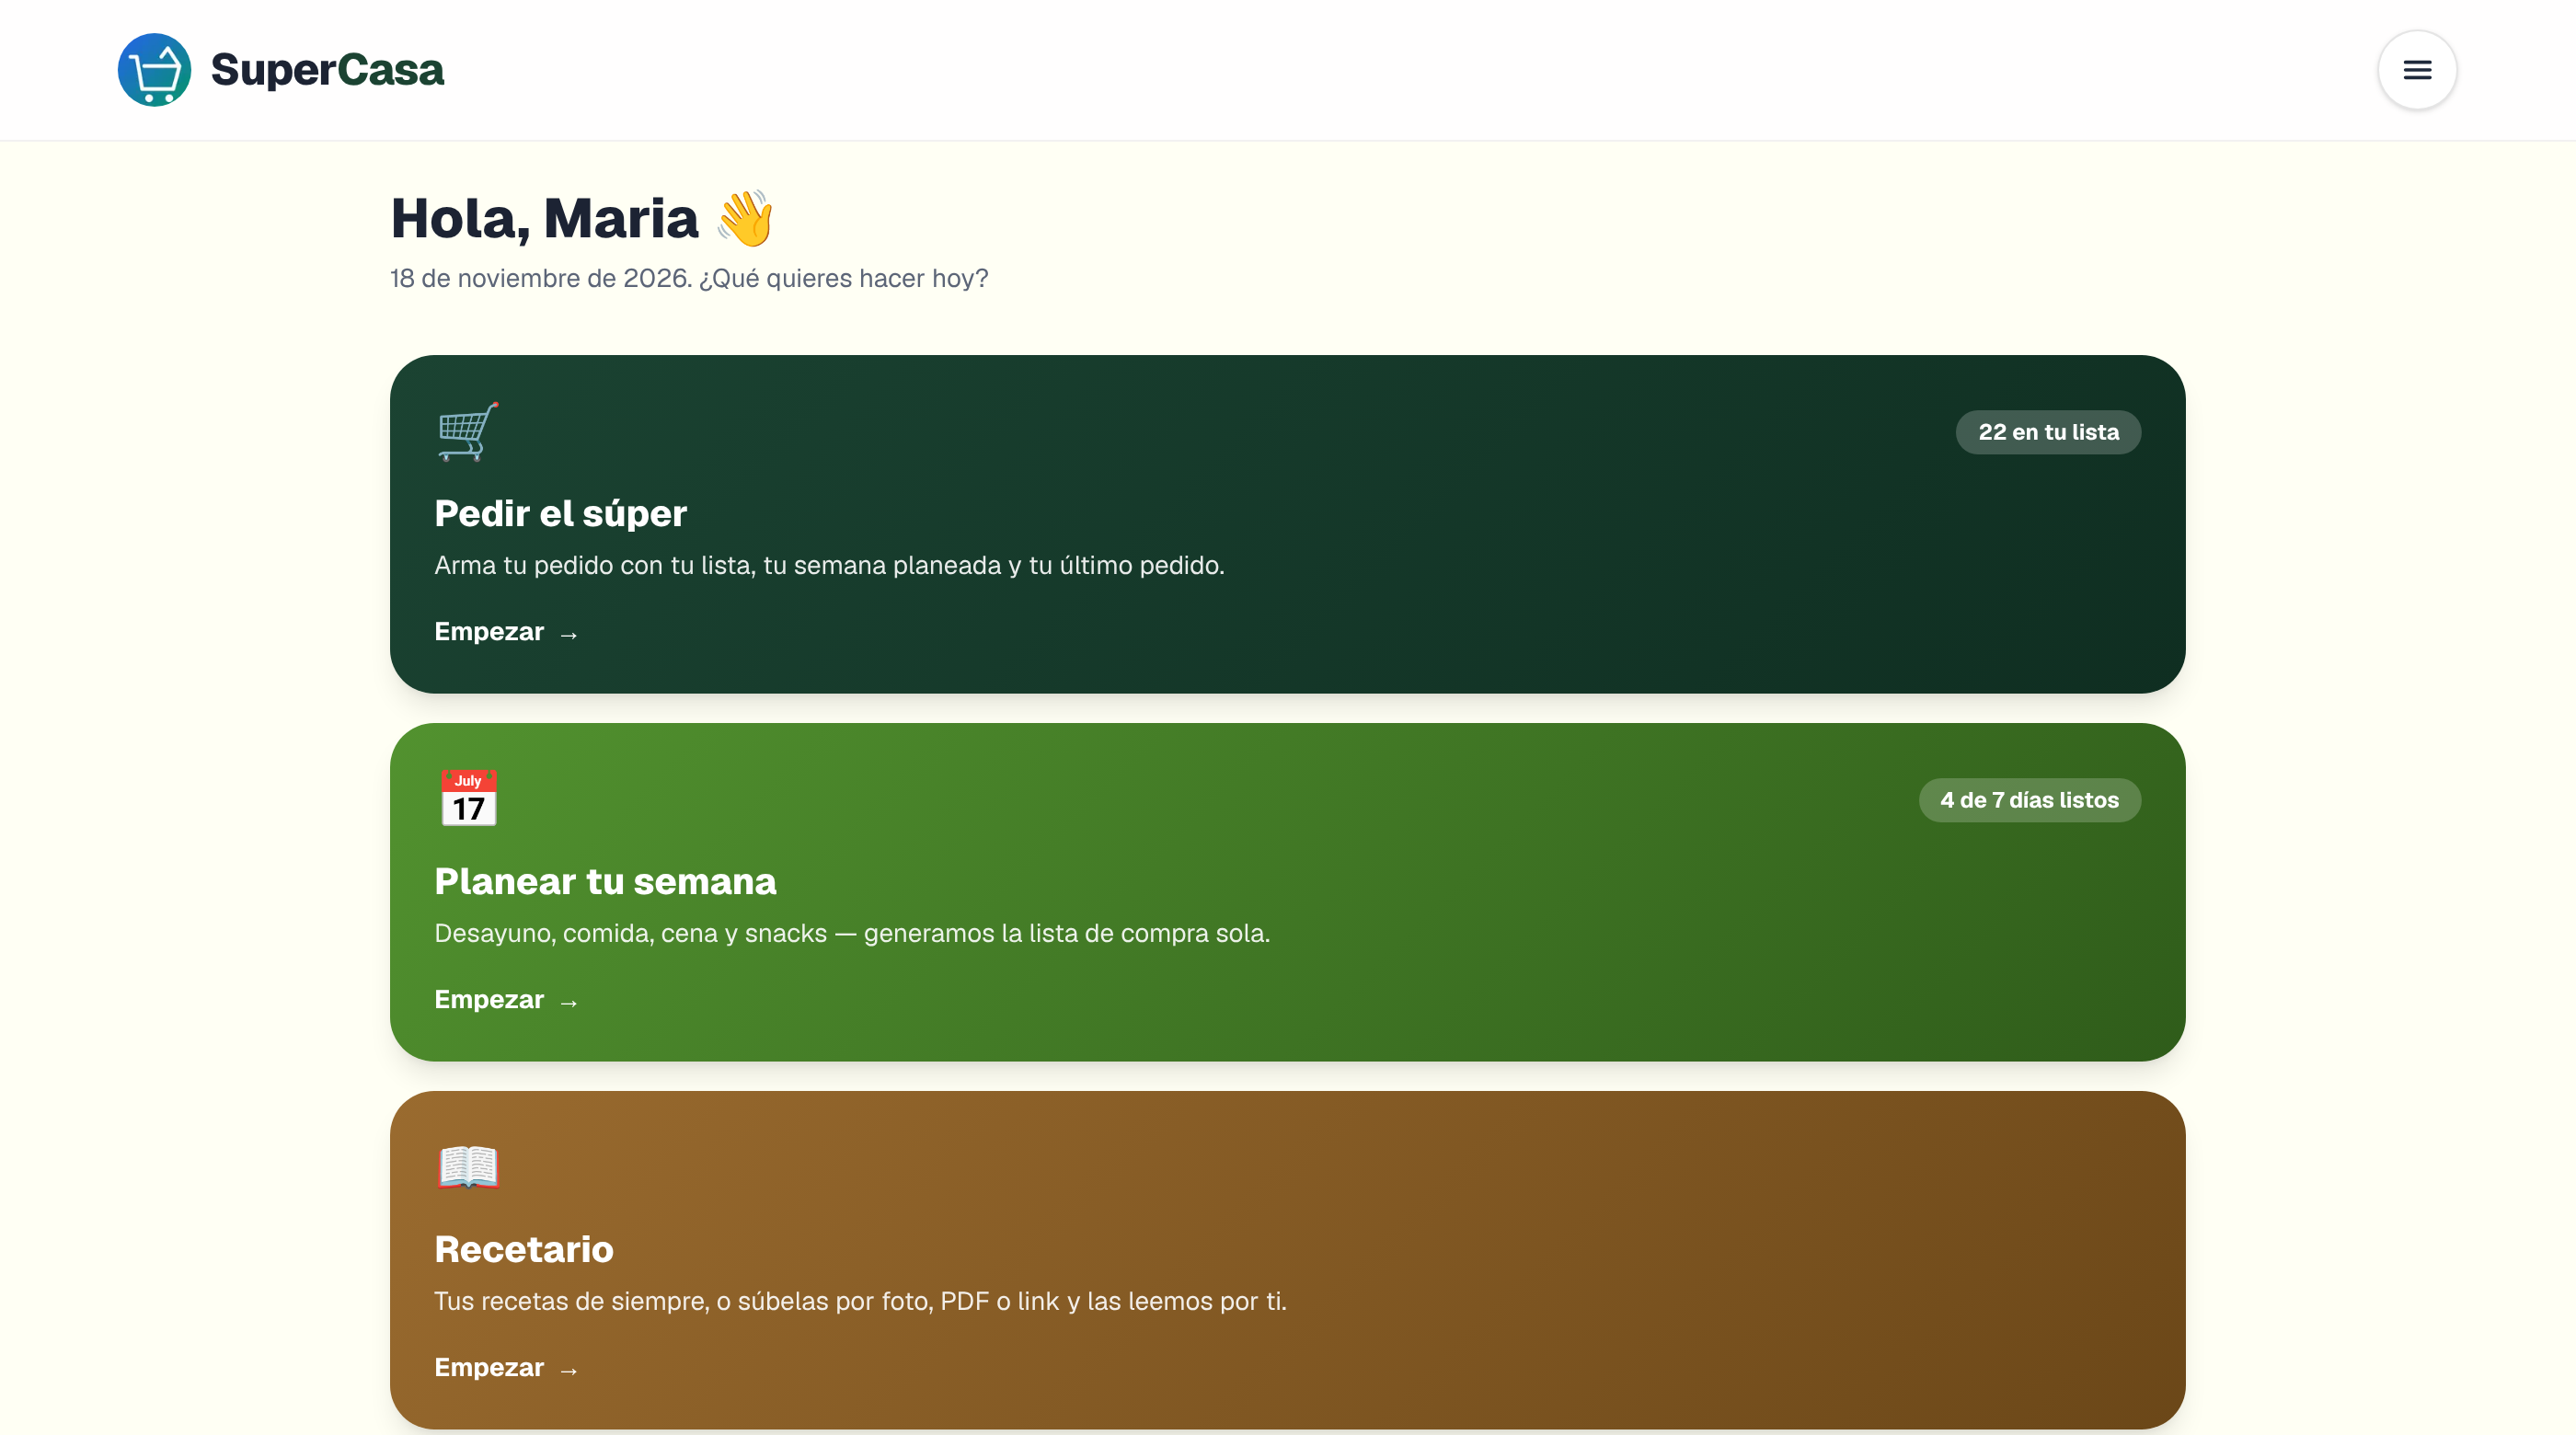 SuperCasa
Hola, Maria 👋
18 de noviembre de 2026. ¿Qué quieres hacer hoy?
22 en tu lista
Pedir el súper
Arma tu pedido con tu lista, tu semana planeada y tu último pedido.
Empezar →
July
17
4 de 7 días listos
Planear tu semana
Desayuno, comida, cena y snacks — generamos la lista de compra sola.
Empezar →
Recetario
Tus recetas de siempre, o súbelas por foto, PDF o link y las leemos por ti.
Empezar →